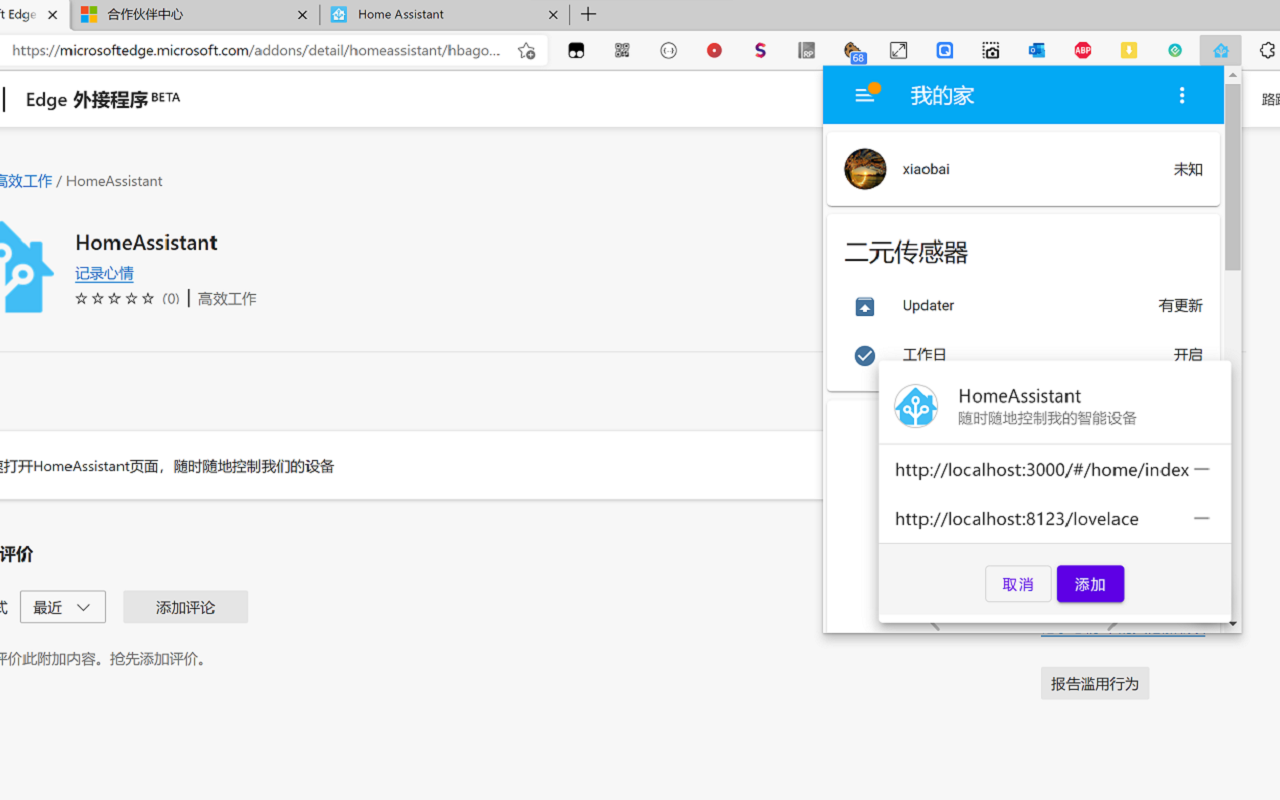 t Edge
合作伙伴中心
Home Assistant
https://microsoftedge.microsoft.com/addons/detail/homeassistant/hbago...
68
ABP
RP
Edge 外接程序 BETA
我的家
高效工作 / HomeAssistant
xiaobai
未知
HomeAssistant
记录心情
(0)
高效工作
二元传感器
Updater
有更新
工作日
开启
HomeAssistant
随时随地控制我的智能设备
打开HomeAssistant页面，随时随地控制我们的设备
http://localhost:3000/#/home/index
http://localhost:8123/lovelace
评价
式
最近
添加评论
取消
添加
评价此附加内容。抢先添加评价。
报告滥用行为